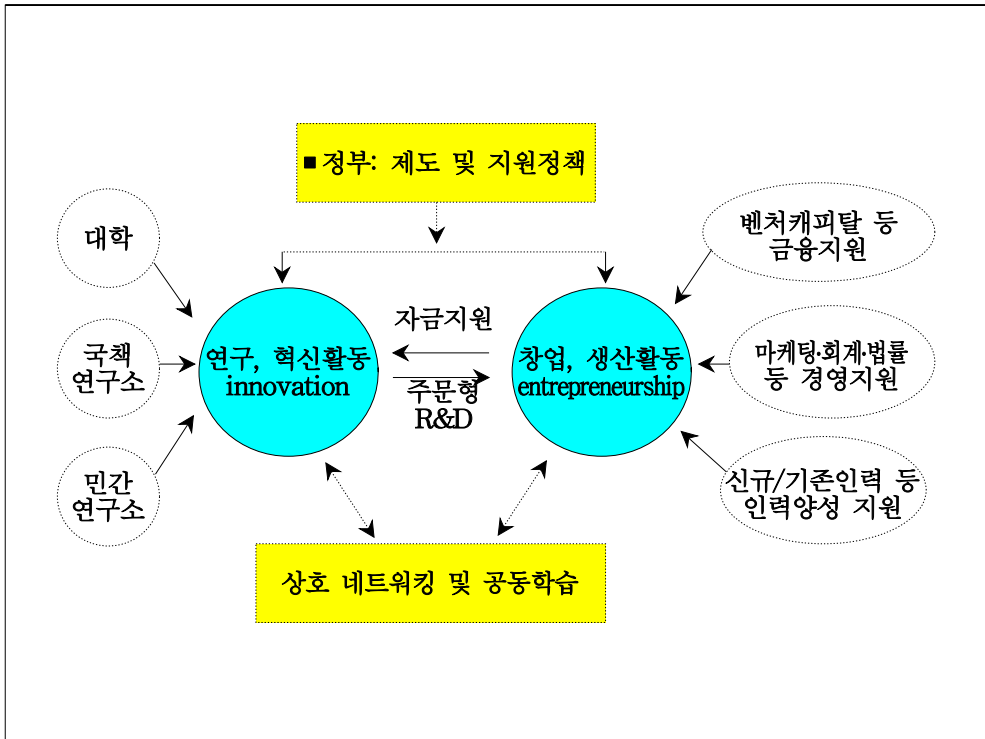 ■ 정부: 제도 및 지원정책
대학
국책
연구소
민간
연구소
연구, 혁신활동
innovation
자금지원
주문형
R&D
창업, 생산활동
entrepreneurship
벤처캐피탈 등
금융지원
마케팅·회계·법률
등 경영지원
신규/기존인력 등
인력양성 지원
상호 네트워킹 및 공동학습